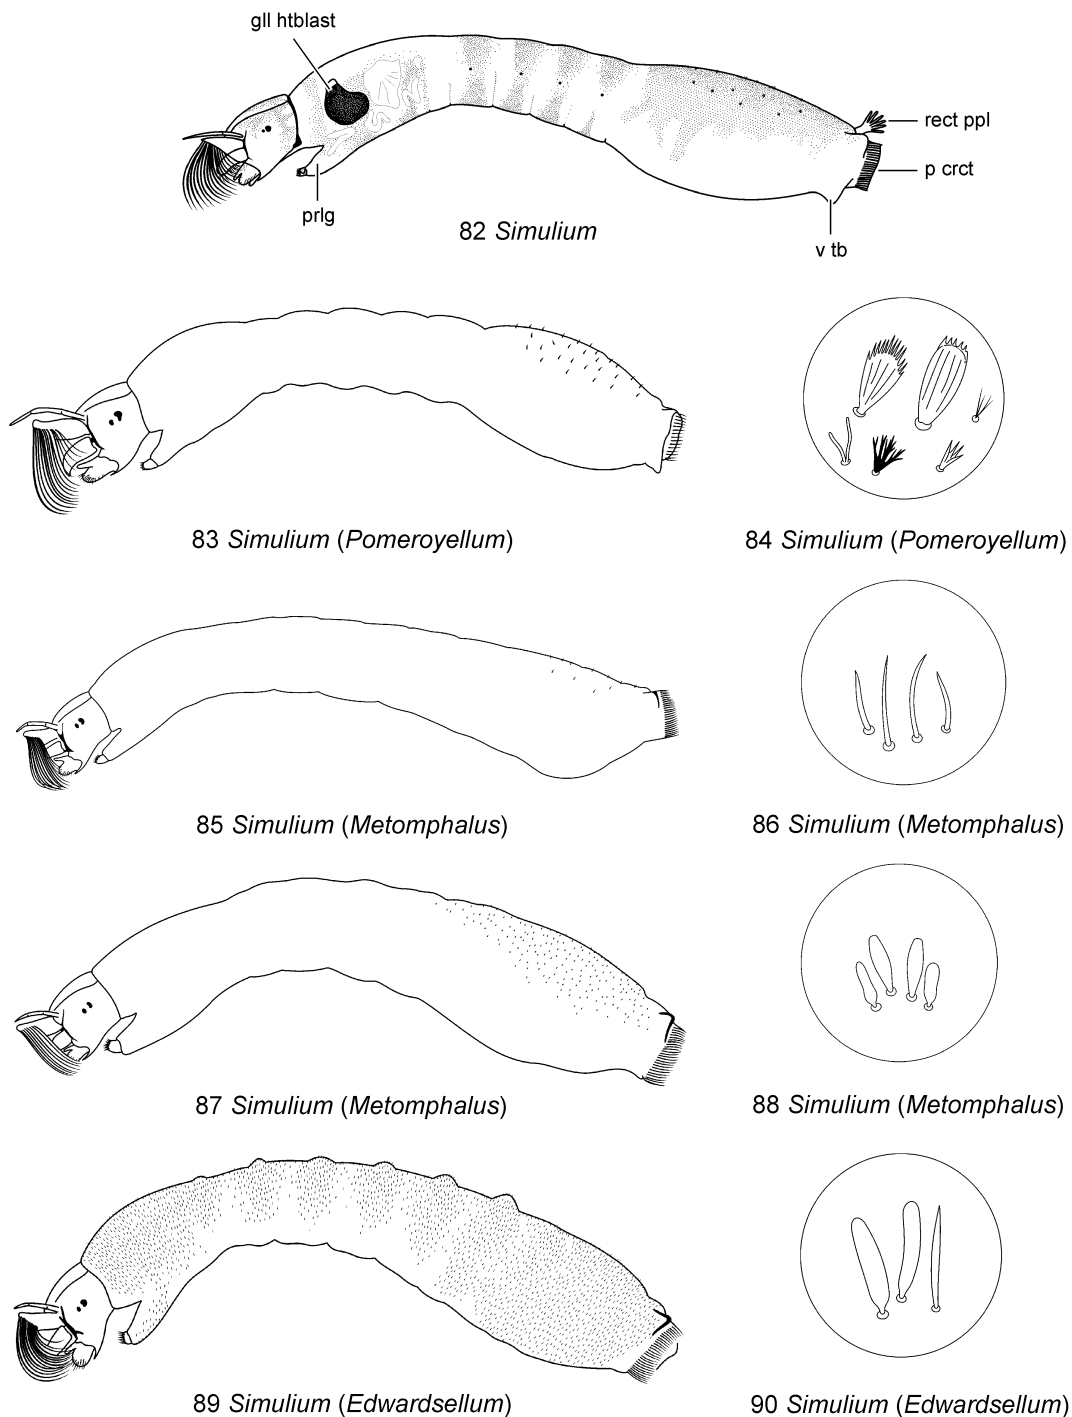 gll htblast
rect ppl
p crct
prlg
v tb
82 Simulium
83 Simulium (Pomeroyellum)
84 Simulium (Pomeroyellum)
85 Simulium (Metomphalus)
86 Simulium (Metomphalus)
87 Simulium (Metomphalus)
88 Simulium (Metomphalus)
89 Simulium (Edwardsellum)
90 Simulium (Edwardsellum)